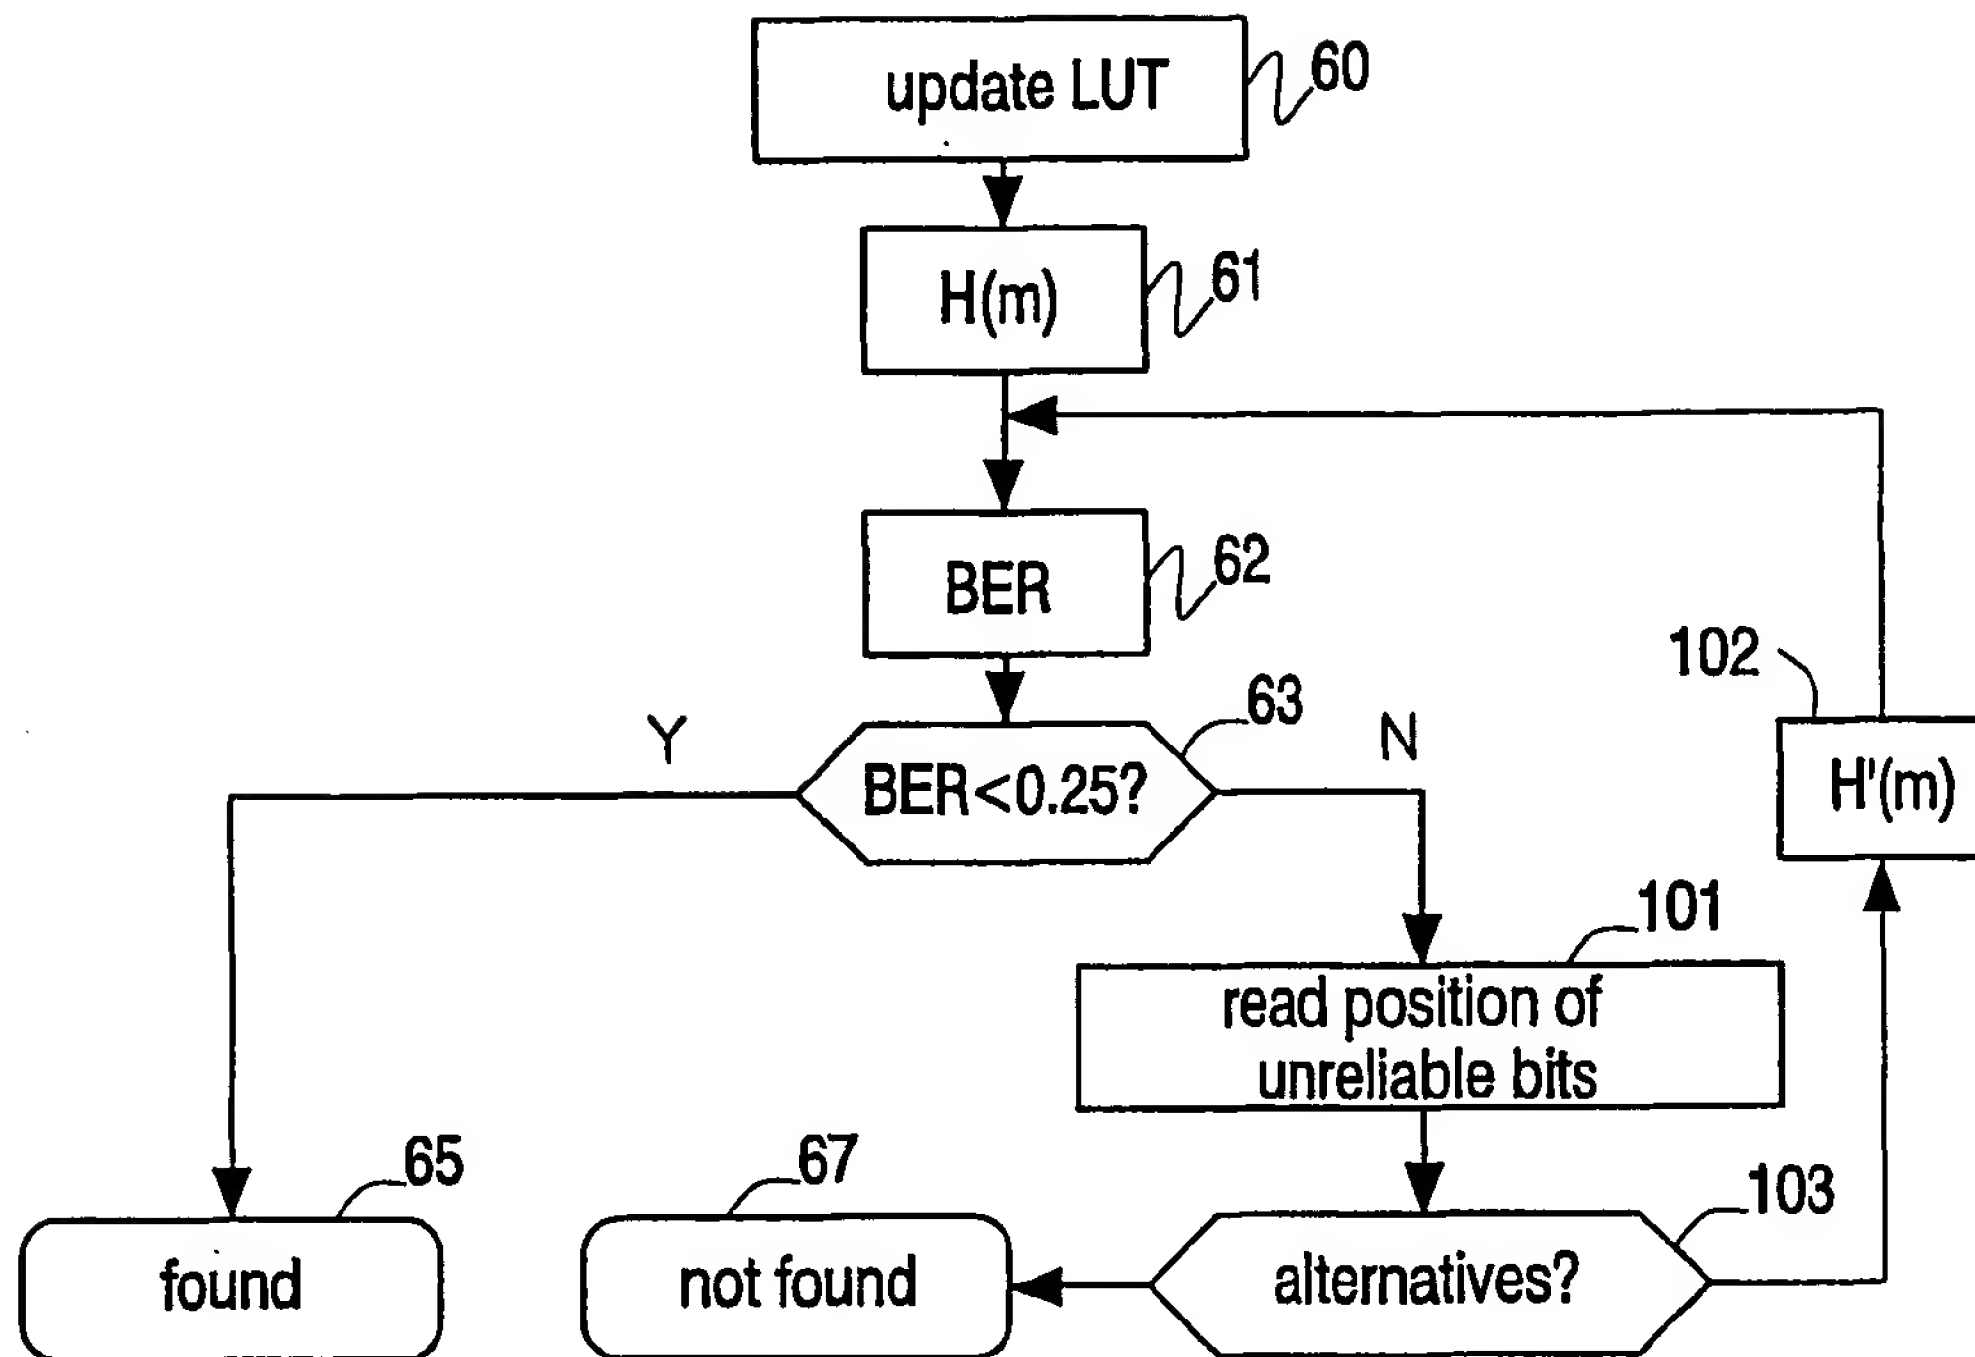 update LUT
60
H(m)
61
BER
62
102
63
Y
N
BER<0.25?
H'(m)
101
read position of
unreliable bits
65
67
103
found
not found
alternatives?